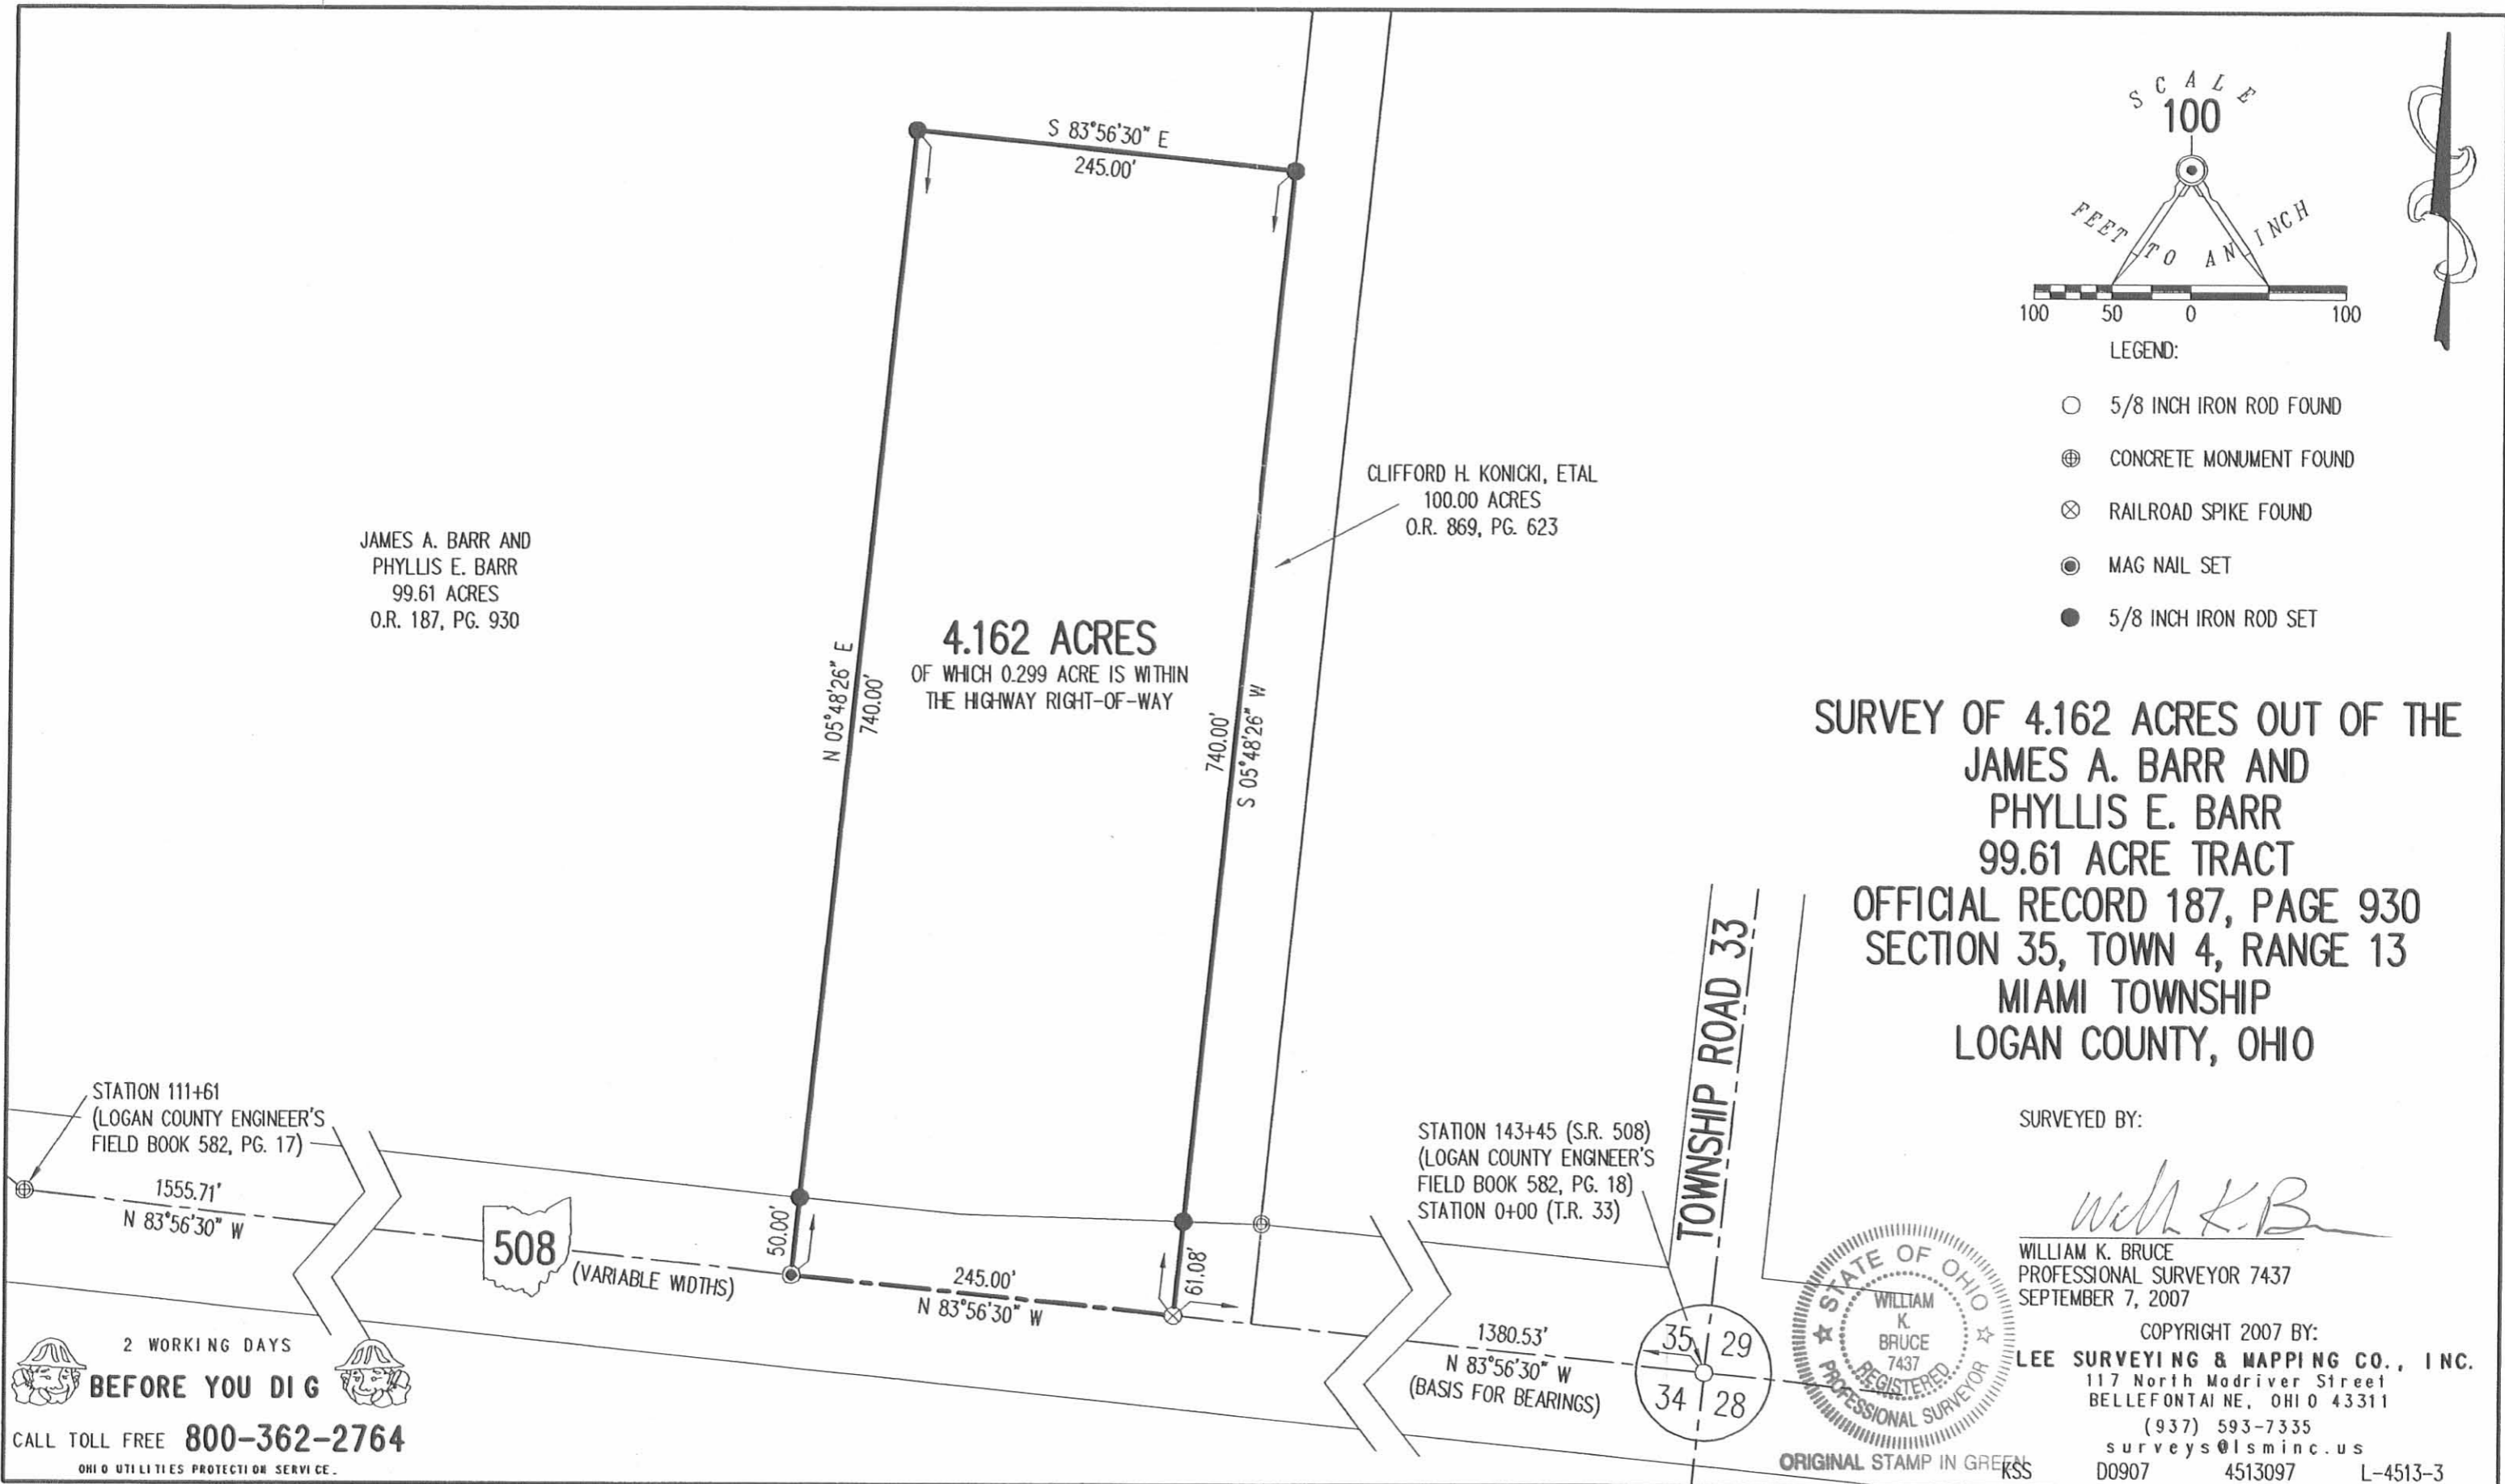 S 83°56'30" E
245.00'
SCALE
100
FEET TO AN INCH
100 50 0 100
LEGEND:
5/8 INCH IRON ROD FOUND
CONCRETE MONUMENT FOUND
RAILROAD SPIKE FOUND
MAG NAIL SET
5/8 INCH IRON ROD SET
CLIFFORD H. KONICKI, ETAL
100.00 ACRES
O.R. 869, PG. 623
JAMES A. BARR AND
PHYLLIS E. BARR
99.61 ACRES
O.R. 187, PG. 930
N 05°48'26" E
740.00'
4.162 ACRES
OF WHICH 0.299 ACRE IS WITHIN
THE HIGHWAY RIGHT-OF-WAY
740.00'
S 05°48'26" W
SURVEY OF 4.162 ACRES OUT OF THE
JAMES A. BARR AND
PHYLLIS E. BARR
99.61 ACRE TRACT
OFFICIAL RECORD 187, PAGE 930
SECTION 35, TOWN 4, RANGE 13
MIAMI TOWNSHIP
LOGAN COUNTY, OHIO
STATION 111+61
(LOGAN COUNTY ENGINEER'S
FIELD BOOK 582, PG. 17)
1555.71'
N 83°56'30" W
508
(VARIABLE WIDTHS)
50.00'
245.00'
N 83°56'30" W
61.08'
STATION 143+45 (S.R. 508)
(LOGAN COUNTY ENGINEER'S
FIELD BOOK 582, PG. 18)
STATION 0+00 (T.R. 33)
TOWNSHIP ROAD 33
1380.53'
N 83°56'30" W
(BASIS FOR BEARINGS)
35 29
34 28
SURVEYED BY:
Will K. B
WILLIAM K. BRUCE
PROFESSIONAL SURVEYOR 7437
SEPTEMBER 7, 2007
STATE OF OHIO
WILLIAM
K.
BRUCE
7437
REGISTERED
PROFESSIONAL SURVEYOR
ORIGINAL STAMP IN GREEN
COPYRIGHT 2007 BY:
LEE SURVEYING & MAPPING CO., INC.
117 North Madriver Street
BELLEFONTAINE, OHIO 43311
(937) 593-7335
surveys@lsminc.us
KSS D0907 4513097 L-4513-3
2 WORKING DAYS
BEFORE YOU DIG
CALL TOLL FREE 800-362-2764
OHIO UTILITIES PROTECTION SERVICE.